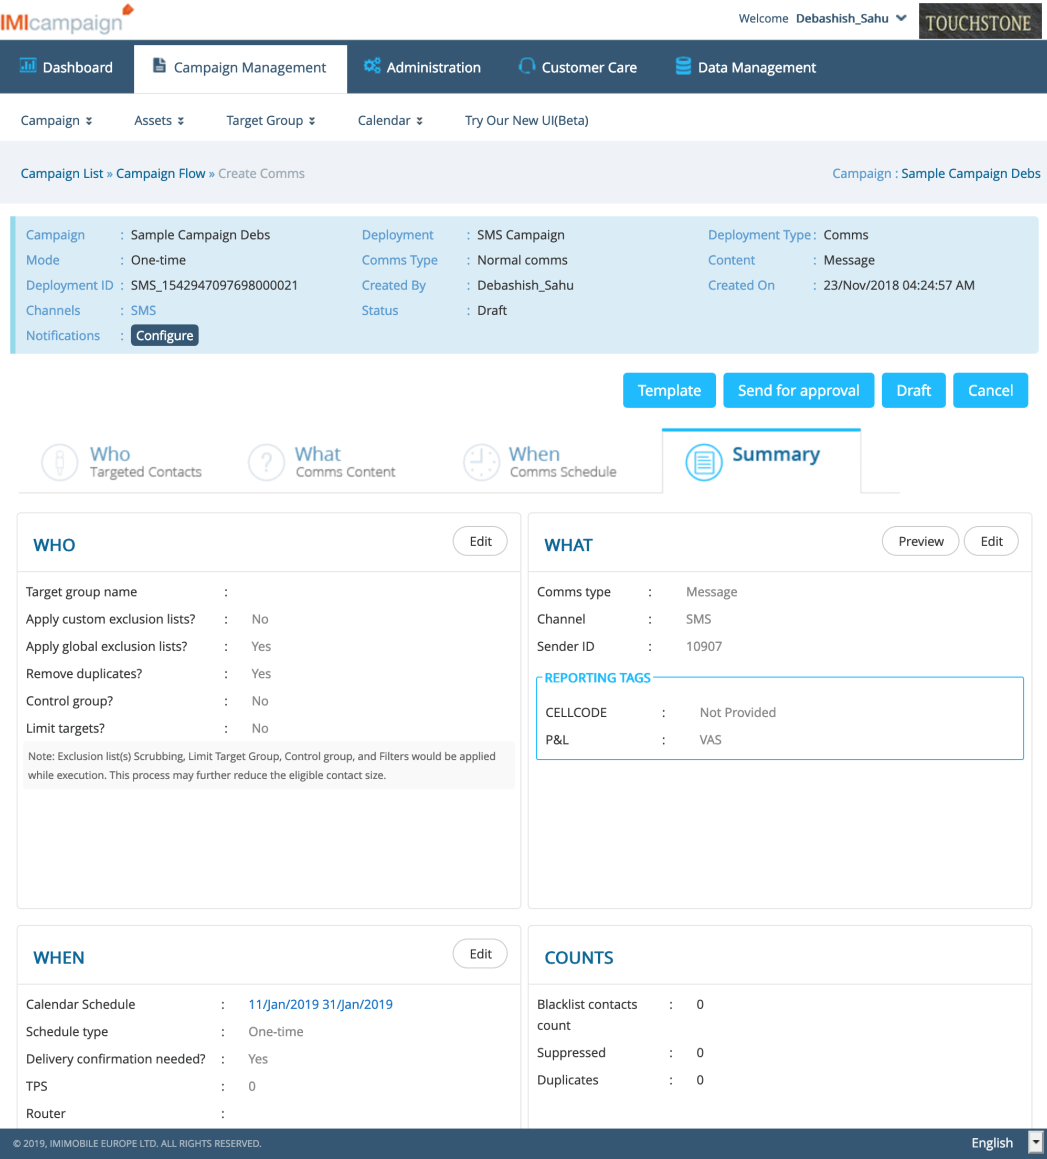 IMIcampaign
Welcome Debashish_Sahu
TOUCHSTONE
Dashboard
Campaign Management
Administration
Customer Care
Data Management
Campaign
Assets
Target Group
Calendar
Try Our New UI(Beta)
Campaign List » Campaign Flow » Create Comms
Campaign : Sample Campaign Debs
Campaign : Sample Campaign Debs
Deployment : SMS Campaign
Deployment Type : Comms
Mode : One-time
Comms Type : Normal comms
Content : Message
Deployment ID : SMS_1542947097698000021
Created By : Debashish_Sahu
Created On : 23/Nov/2018 04:24:57 AM
Channels : SMS
Status : Draft
Notifications : Configure
Template
Send for approval
Draft
Cancel
Who
Targeted Contacts
What
Comms Content
When
Comms Schedule
Summary
WHO
Edit
Target group name :
Apply custom exclusion lists? : No
Apply global exclusion lists? : Yes
Remove duplicates? : Yes
Control group? : No
Limit targets? : No
Note: Exclusion list(s) Scrubbing, Limit Target Group, Control group, and Filters would be applied
while execution. This process may further reduce the eligible contact size.
WHAT
Preview
Edit
Comms type : Message
Channel : SMS
Sender ID : 10907
REPORTING TAGS
CELLCODE : Not Provided
P&L : VAS
WHEN
Edit
Calendar Schedule : 11/Jan/2019 31/Jan/2019
Schedule type : One-time
Delivery confirmation needed? : Yes
TPS : 0
Router :
COUNTS
Blacklist contacts : 0
count
Suppressed : 0
Duplicates : 0
© 2019, IMIMOBILE EUROPE LTD. ALL RIGHTS RESERVED.
English